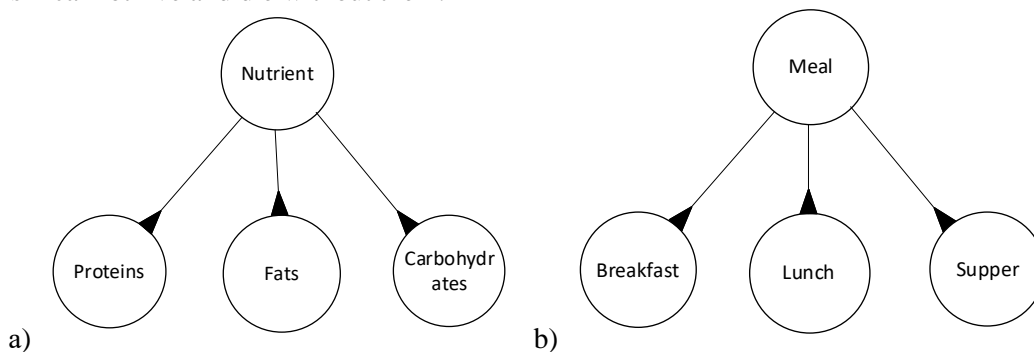 Nutrient
Meal
Proteins
Fats
Carbohydr
ates
Breakfast
Lunch
Supper
a)
b)